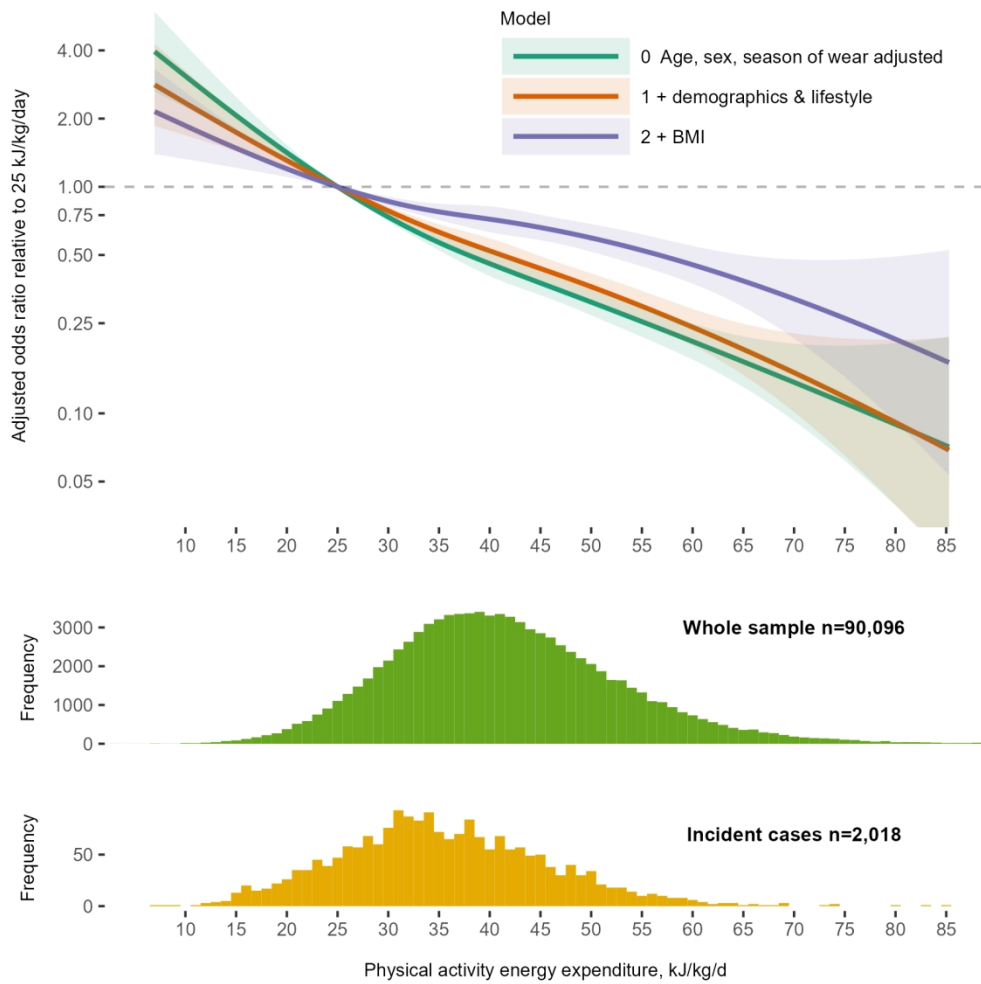 Model
0 Age, sex, season of wear adjusted
1 + demographics & lifestyle
2 + BMI
Adjusted odds ratio relative to 25 kJ/kg/day
4.00
2.00
1.00
0.75
0.50
0.25
0.10
0.05
10 15 20 25 30 35 40 45 50 55 60 65 70 75 80 85
Whole sample n=90,096
Frequency
3000
2000
1000
0
Incident cases n=2,018
Frequency
50
0
10 15 20 25 30 35 40 45 50 55 60 65 70 75 80 85
Physical activity energy expenditure, kJ/kg/d